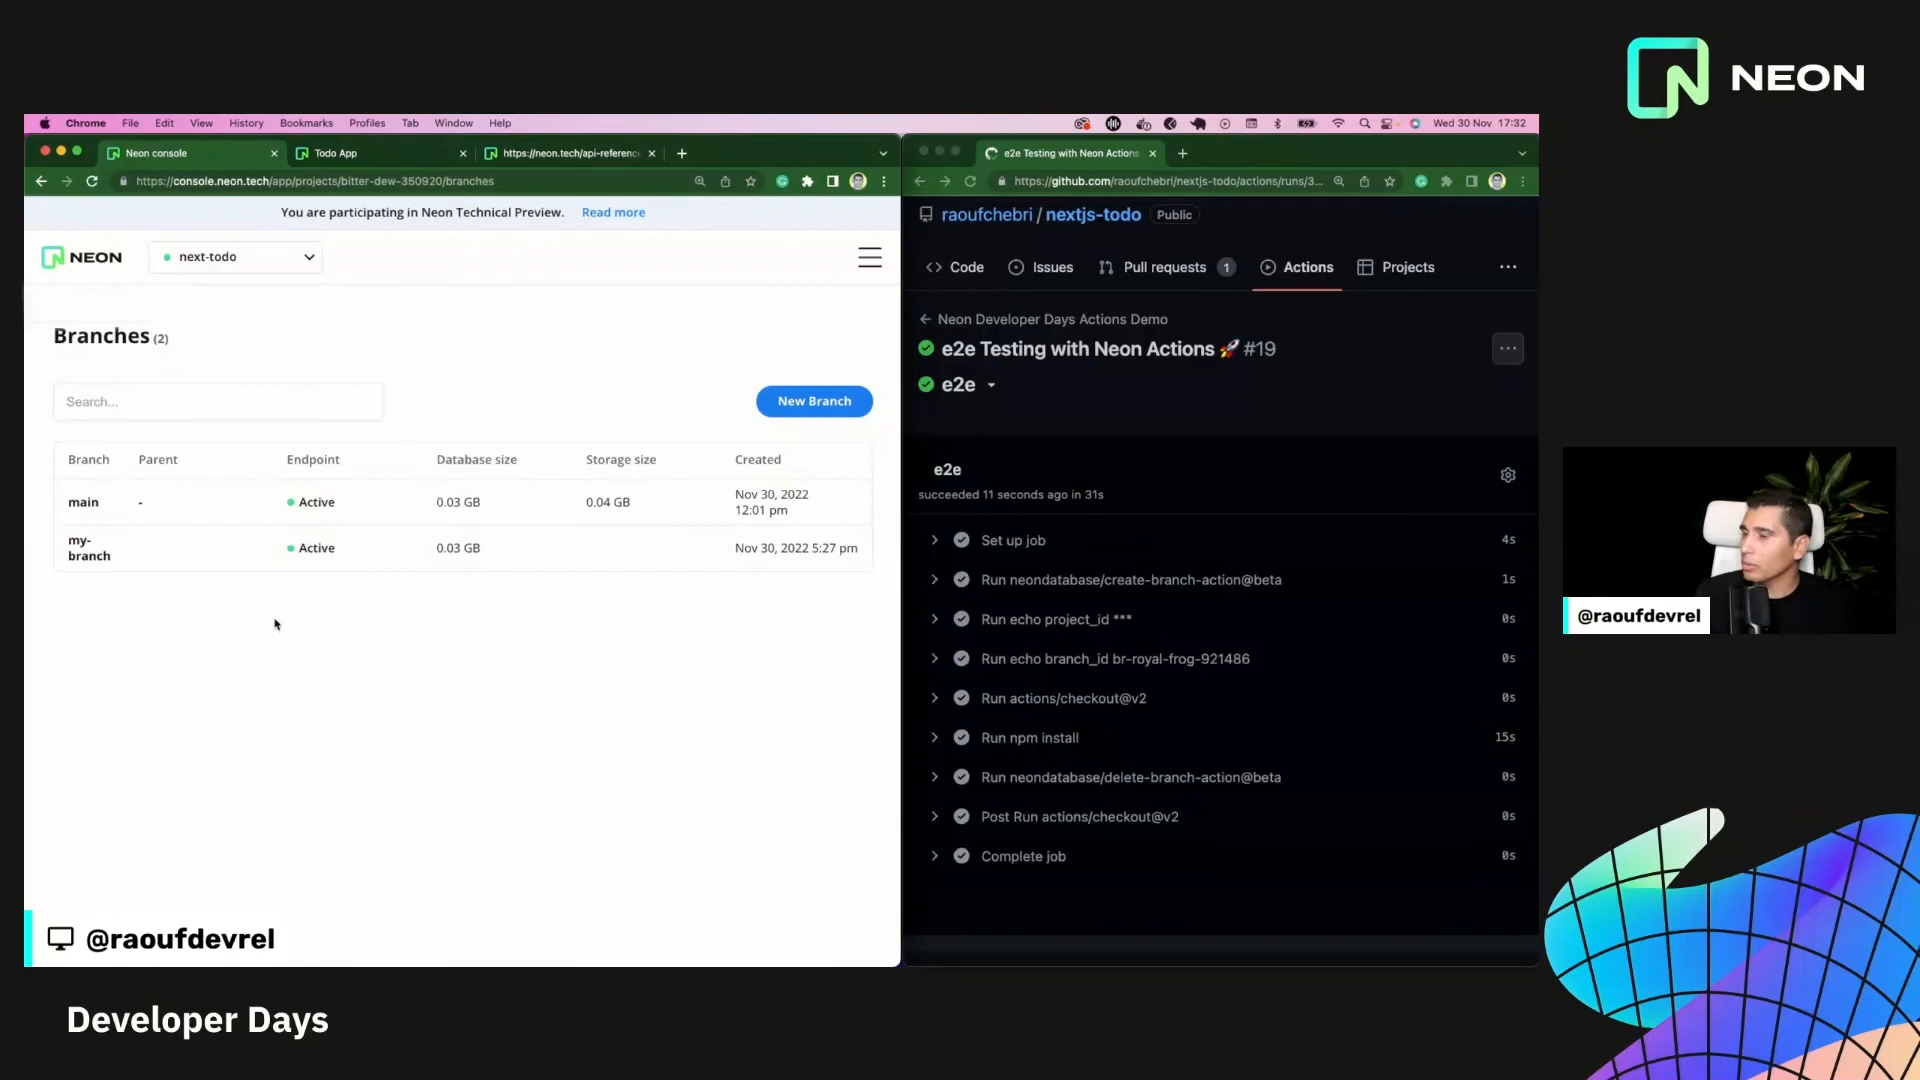 NEON
Chrome File Edit View History Bookmarks Profiles Tab Window Help
Wed 30 Nov 17:32
Neon console
Todo App
https://neon.tech/api-referenc
https://console.neon.tech/app/projects/bitter-dew-350920/branches
You are participating in Neon Technical Preview. Read more
NEON
next-todo
Branches (2)
Search...
New Branch
Branch Parent Endpoint Database size Storage size Created
main - Active 0.03 GB 0.04 GB Nov 30, 2022
12:01 pm
my-
branch Active 0.03 GB Nov 30, 2022 5:27 pm
@raoufdevrel
e2e Testing with Neon Actions
https://github.com/raoufchebri/nextjs-todo/actions/runs/3...
raoufchebri / nextjs-todo Public
Code Issues Pull requests 1 Actions Projects ...
← Neon Developer Days Actions Demo
e2e Testing with Neon Actions 🚀 #19
e2e
e2e
succeeded 11 seconds ago in 31s
Set up job 4s
Run neondatabase/create-branch-action@beta 1s
Run echo project_id *** 0s
Run echo branch_id br-royal-frog-921486 0s
Run actions/checkout@v2 0s
Run npm install 15s
Run neondatabase/delete-branch-action@beta 0s
Post Run actions/checkout@v2 0s
Complete job 0s
@raoufdevrel
Developer Days